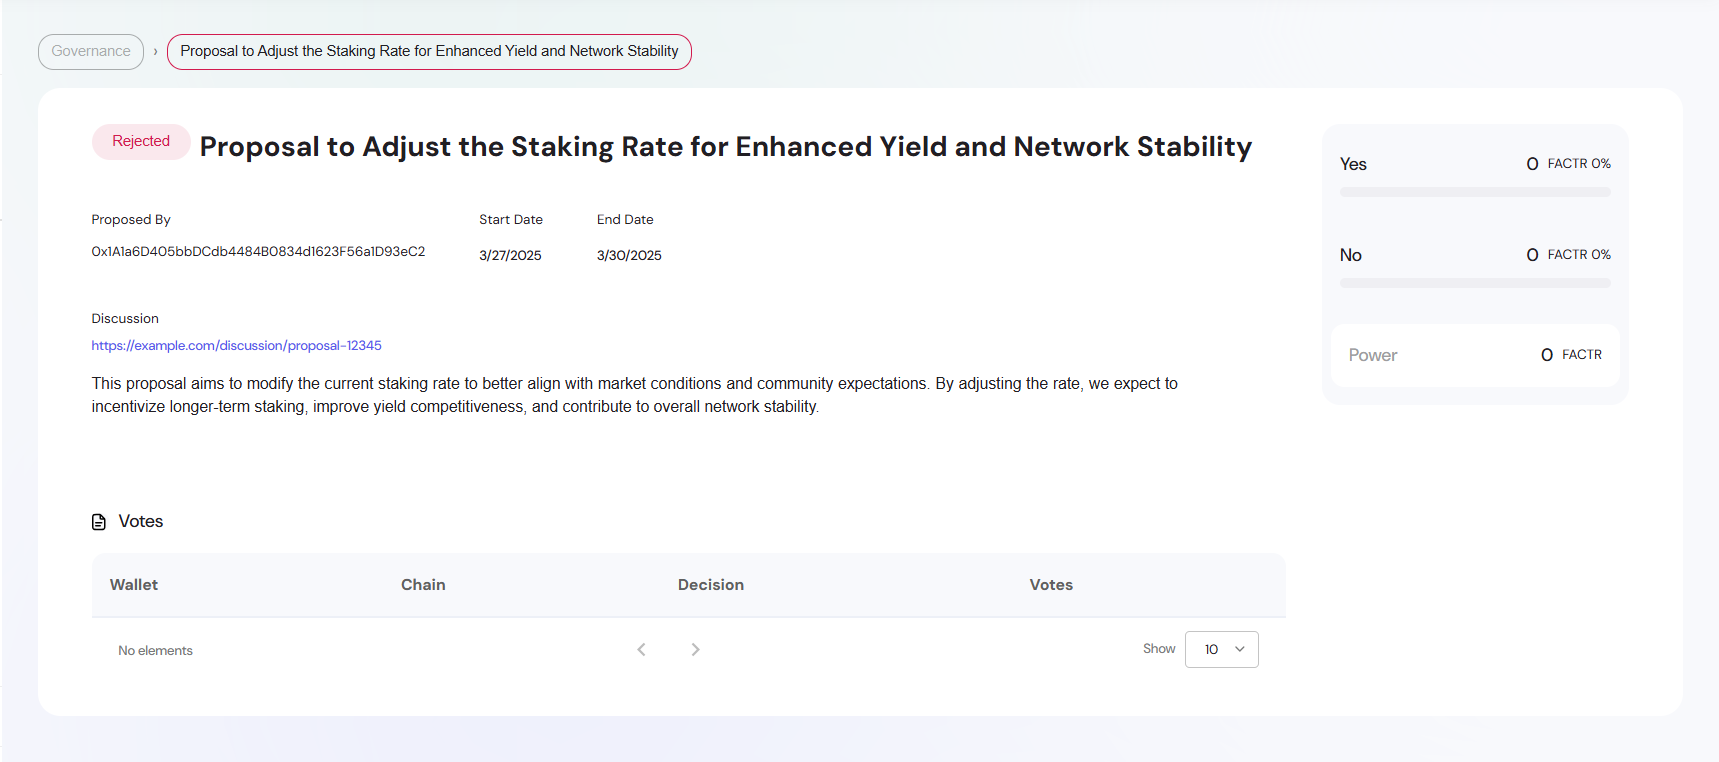 Governance › Proposal to Adjust the Staking Rate for Enhanced Yield and Network Stability
Rejected Proposal to Adjust the Staking Rate for Enhanced Yield and Network Stability
Proposed By Start Date End Date
0x1A1a6D405bbDCdb4484B0834d1623F56a1D93eC2 3/27/2025 3/30/2025
Discussion
https://example.com/discussion/proposal-12345
This proposal aims to modify the current staking rate to better align with market conditions and community expectations. By adjusting the rate, we expect to
incentivize longer-term staking, improve yield competitiveness, and contribute to overall network stability.
Yes 0 FACTR 0%
No 0 FACTR 0%
Power 0 FACTR
Votes
Wallet Chain Decision Votes
No elements Show 10